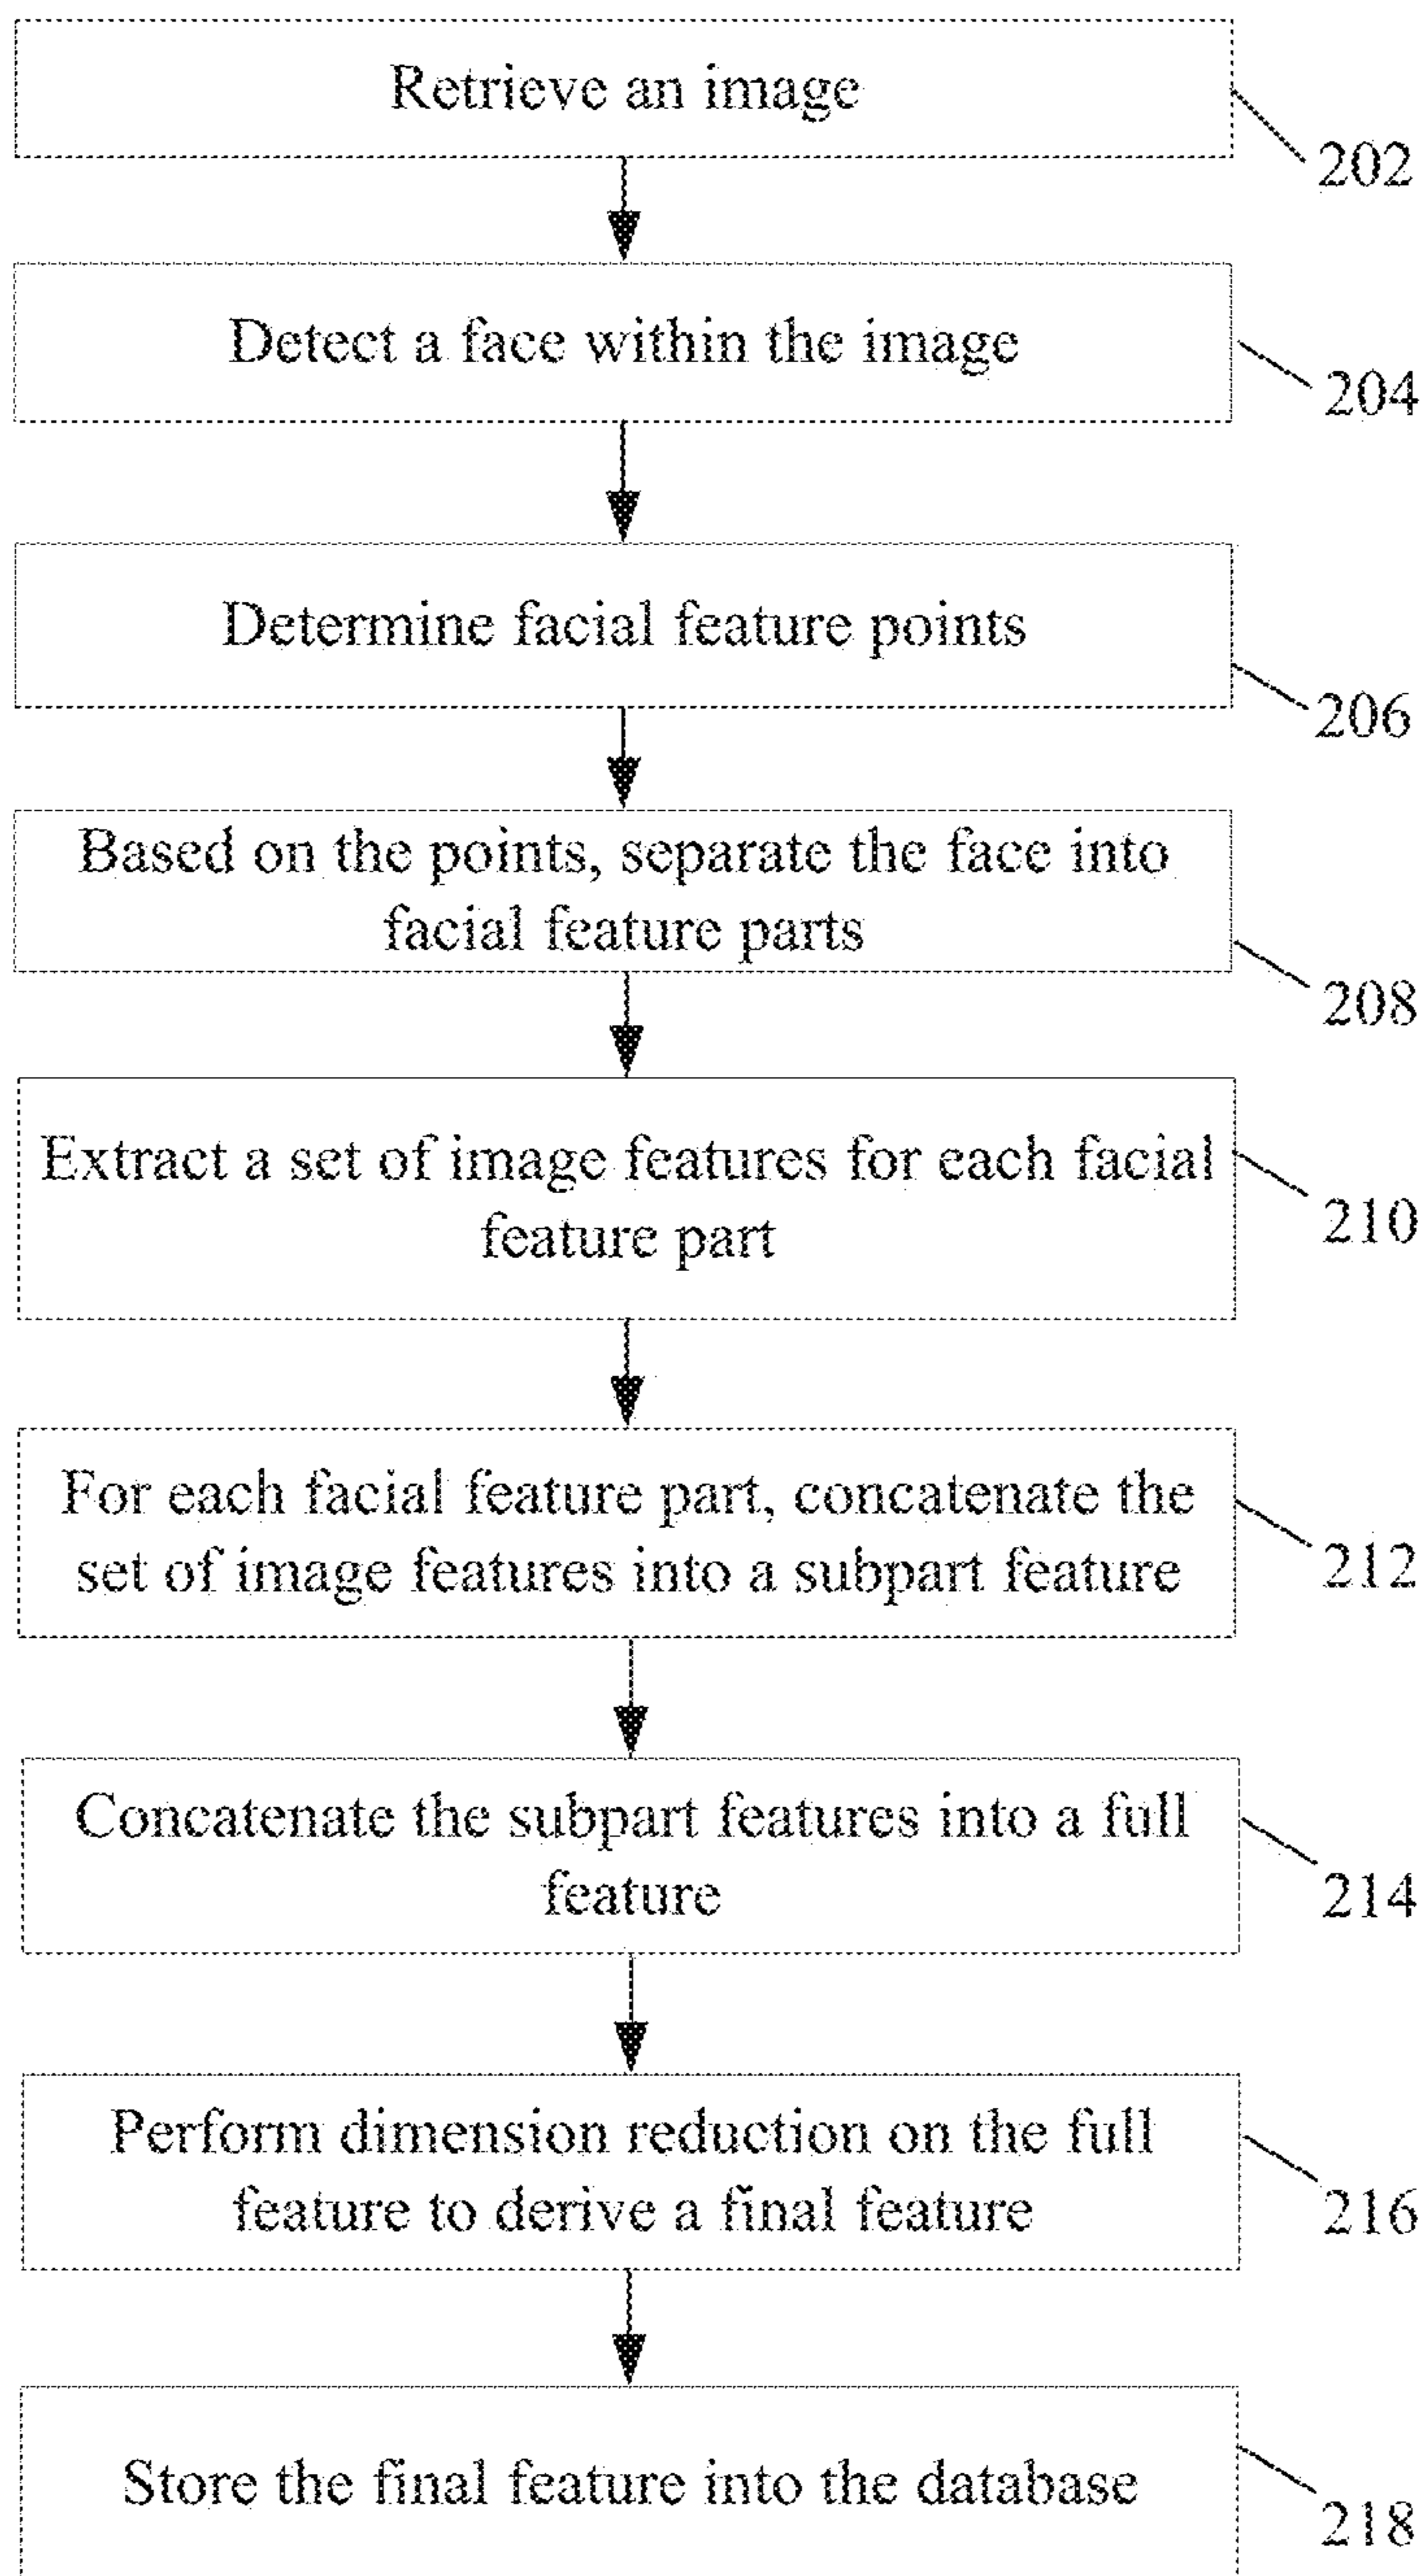 Retrieve an image
202
Detect a face within the image
204
Determine facial feature points
206
Based on the points, separate the face into
facial feature parts
208
Extract a set of image features for each facial
feature part
210
For each facial feature part, concatenate the
set of image features into a subpart feature
212
Concatenate the subpart features into a full
feature
214
Perform dimension reduction on the full
feature to derive a final feature
216
Store the final feature into the database
218